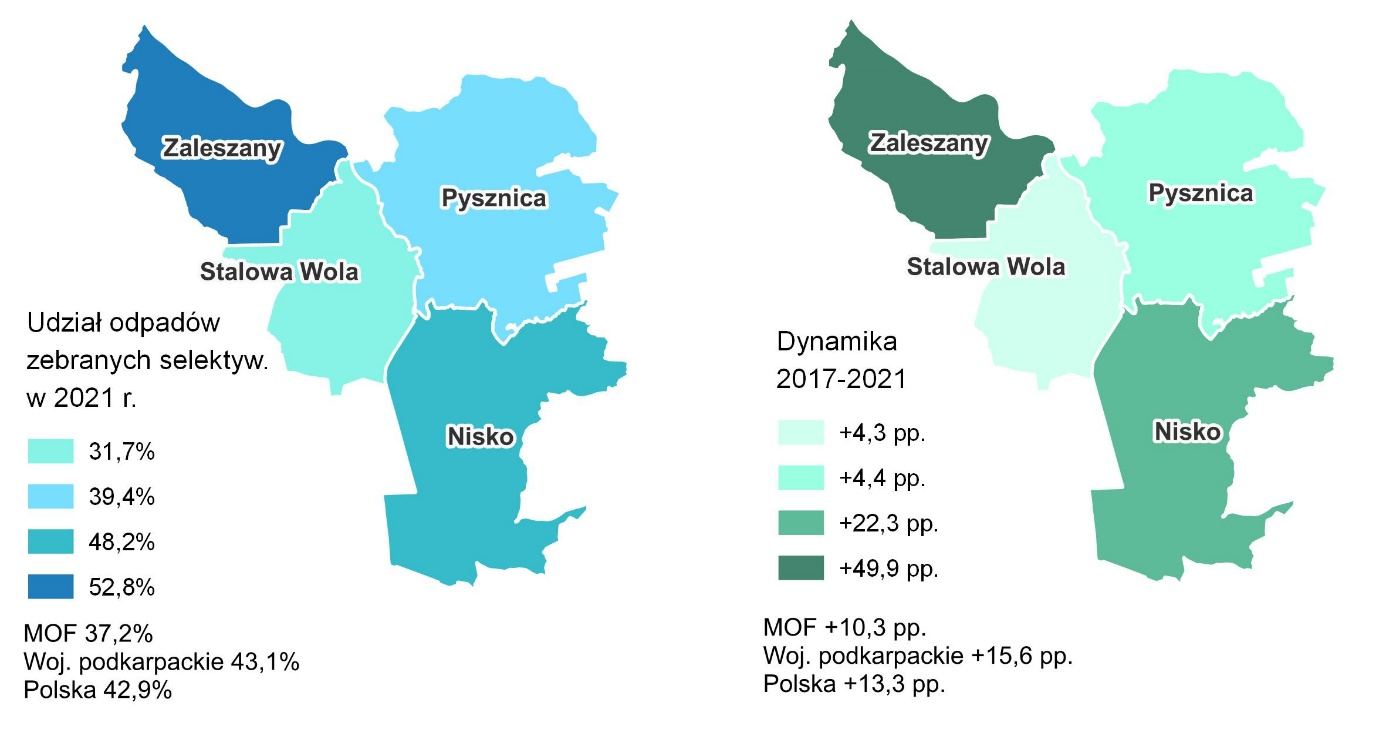 Zaleszany
Pysznica
Stalowa Wola
Nisko
Udział odpadów
zebranych selektyw.
w 2021 r.
31,7%
39,4%
48,2%
52,8%
MOF 37,2%
Woj. podkarpackie 43,1%
Polska 42,9%
Zaleszany
Pysznica
Stalowa Wola
Nisko
Dynamika
2017-2021
+4,3 pp.
+4,4 pp.
+22,3 pp.
+49,9 pp.
MOF +10,3 pp.
Woj. podkarpackie +15,6 pp.
Polska +13,3 pp.